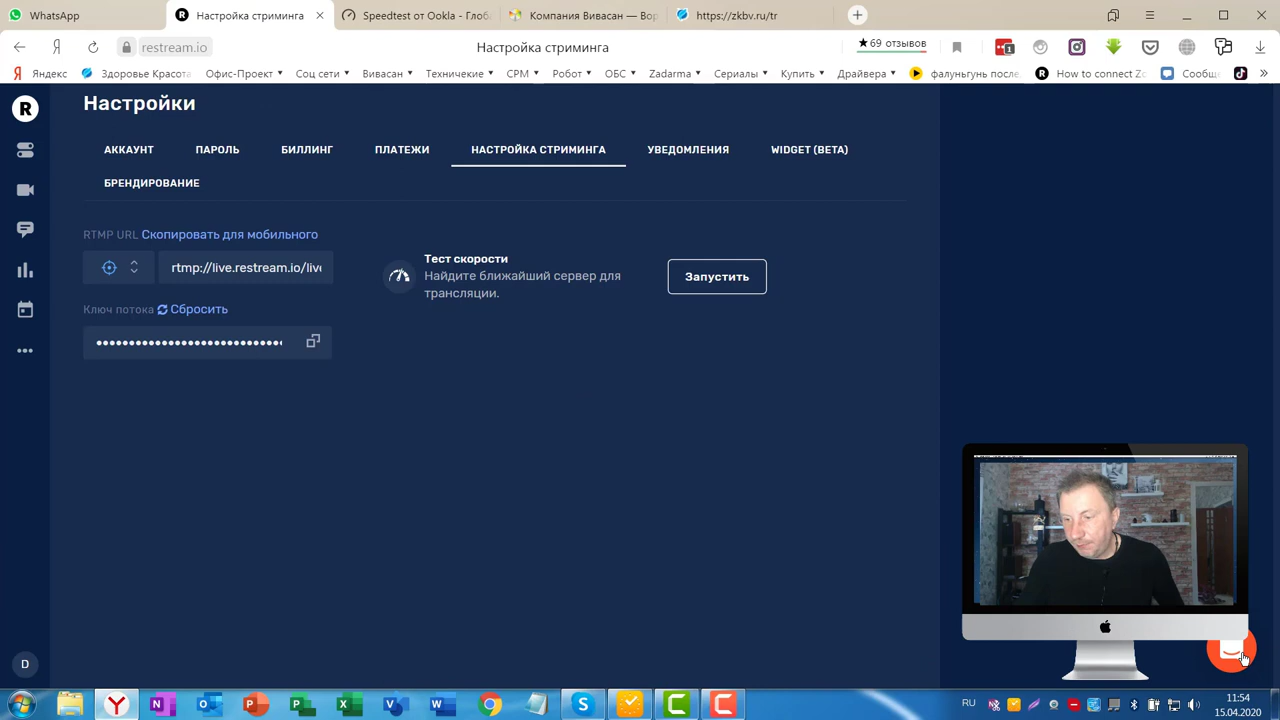 WhatsApp
Настройка стриминга
Speedtest от Ookla - Глоб
Компания Вивасан — Вор
https://zkbv.ru/tr
restream.io
Настройка стриминга
★69 отзывов
Яндекс
Здоровье Красота
Офис-Проект
Соц сети
Вивасан
Техничекие
СРМ
Робот
ОБС
Zadarma
Сериалы
Купить
Драйвера
фалуньгунь после
How to connect Zo
Сообще
Настройки
АККАУНТ
ПАРОЛЬ
БИЛЛИНГ
ПЛАТЕЖИ
НАСТРОЙКА СТРИМИНГА
УВЕДОМЛЕНИЯ
WIDGET (BETA)
БРЕНДИРОВАНИЕ
RTMP URL Скопировать для мобильного
rtmp://live.restream.io/live
Тест скорости
Найдите ближайший сервер для
трансляции.
Запустить
Ключ потока Сбросить
D
RU
11:54
15.04.2020